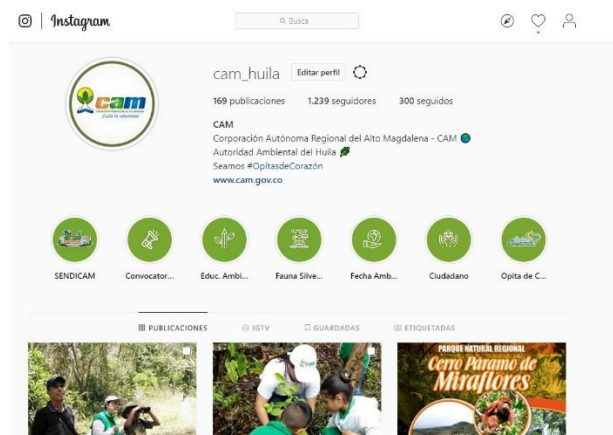 Instagram
Busca
cam_huila Editar perfil
169 publicaciones 1.239 seguidores 300 seguidos
cam
CAM
Corporación Autónoma Regional del Alto Magdalena - CAM
Autoridad Ambiental del Huila
Seamos #OpitasdeCorazón
www.cam.gov.co
SENDICAM Convocator... Educ. Ambi... Fauna Silve... Fecha Amb... Ciudadano Opita de C...
PUBLICACIONES IGTV GUARDADAS ETIQUETADAS
PARQUE NATURAL REGIONAL
Cerro Páramo de
Miraflores